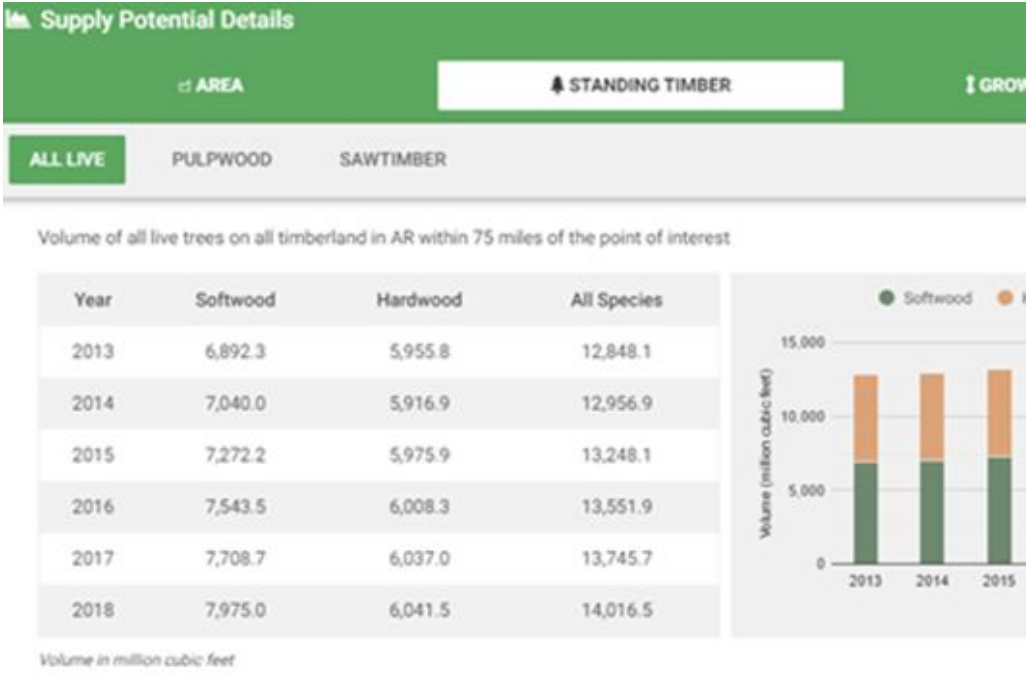 Supply Potential Details
AREA
STANDING TIMBER
GROW
ALL LIVE PULPWOOD SAWTIMBER
Volume of all live trees on all timberland in AR within 75 miles of the point of interest
Year Softwood Hardwood All Species
2013 6,892.3 5,955.8 12,848.1
2014 7,040.0 5,916.9 12,956.9
2015 7,272.2 5,975.9 13,248.1
2016 7,543.5 6,008.3 13,551.9
2017 7,708.7 6,037.0 13,745.7
2018 7,975.0 6,041.5 14,016.5
Volume in million cubic feet
Softwood
Volume (million cubic feet)
15,000
10,000
5,000
0
2013 2014 2015